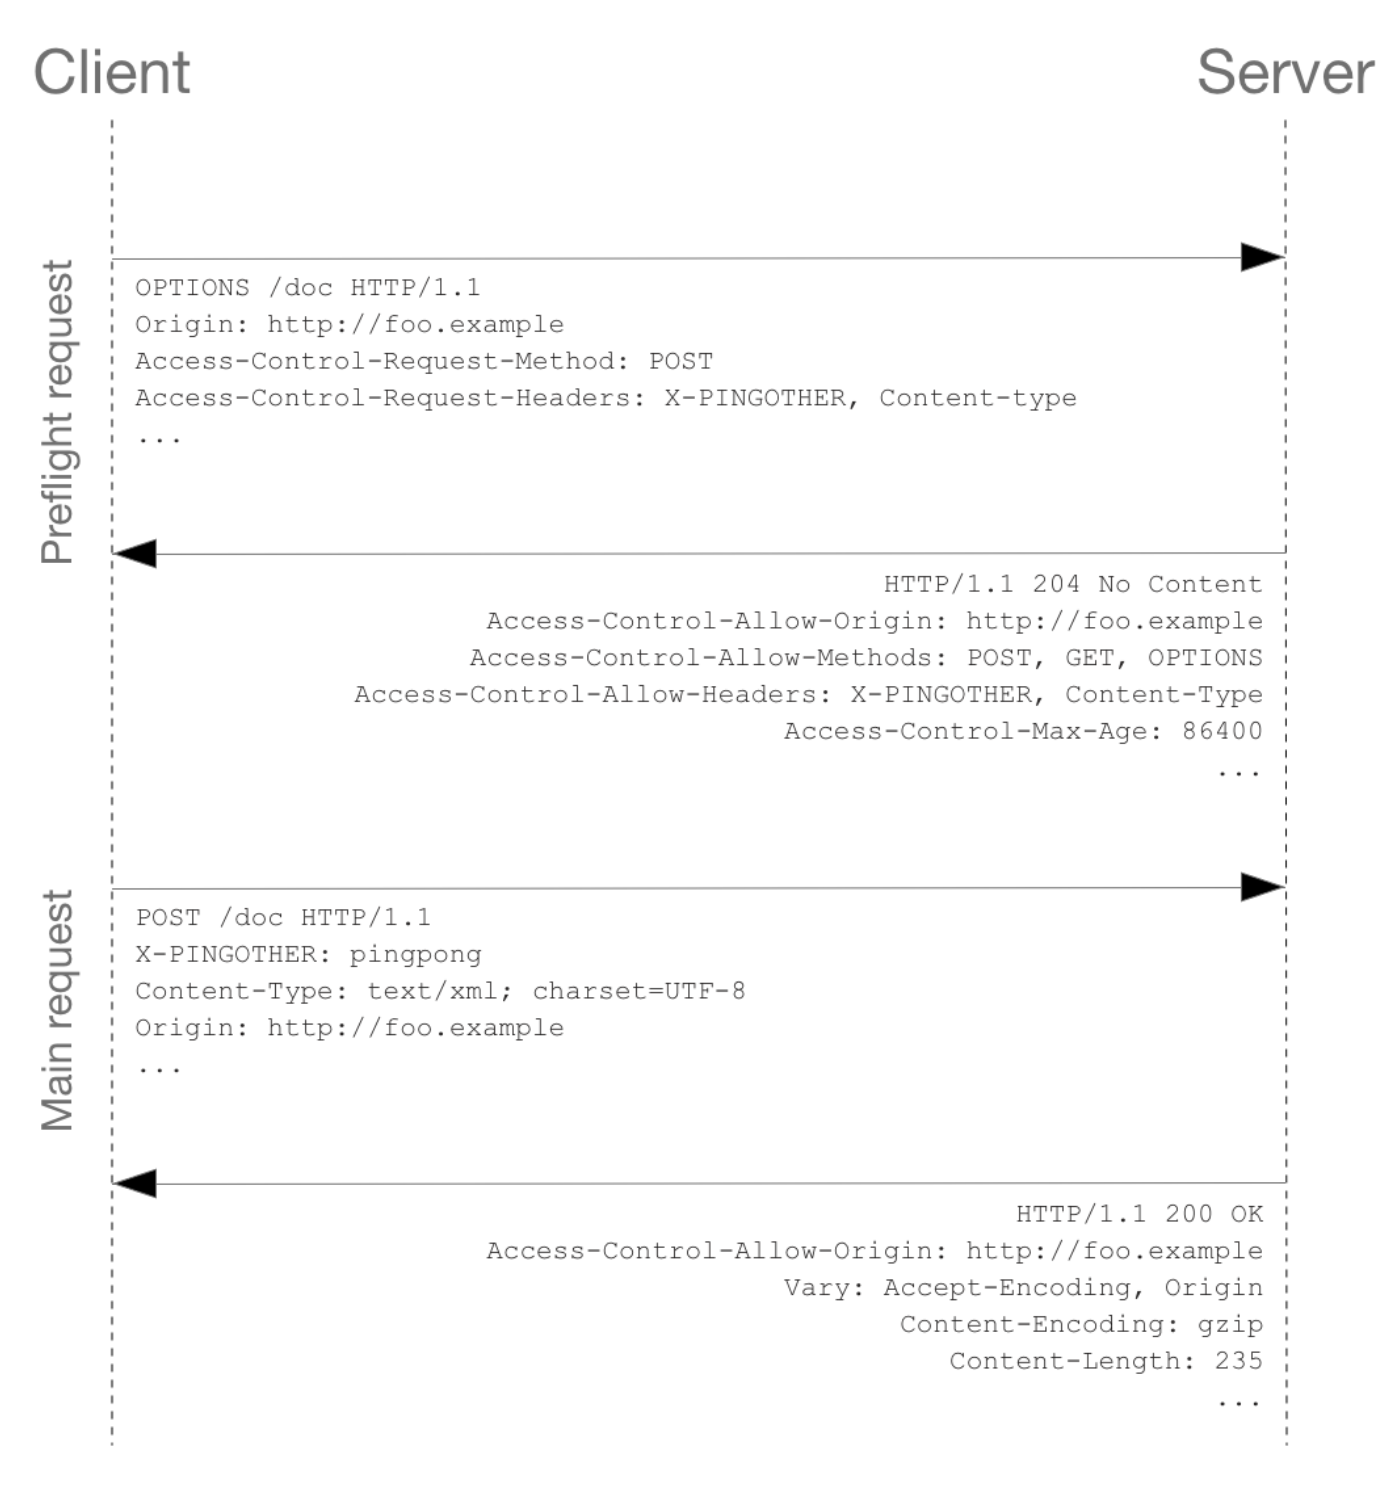 Client
Server
Preflight request
OPTIONS /doc HTTP/1.1
Origin: http://foo.example
Access-Control-Request-Method: POST
Access-Control-Request-Headers: X-PINGOTHER, Content-type
...
HTTP/1.1 204 No Content
Access-Control-Allow-Origin: http://foo.example
Access-Control-Allow-Methods: POST, GET, OPTIONS
Access-Control-Allow-Headers: X-PINGOTHER, Content-Type
Access-Control-Max-Age: 86400
...
Main request
POST /doc HTTP/1.1
X-PINGOTHER: pingpong
Content-Type: text/xml; charset=UTF-8
Origin: http://foo.example
...
HTTP/1.1 200 OK
Access-Control-Allow-Origin: http://foo.example
Vary: Accept-Encoding, Origin
Content-Encoding: gzip
Content-Length: 235
...